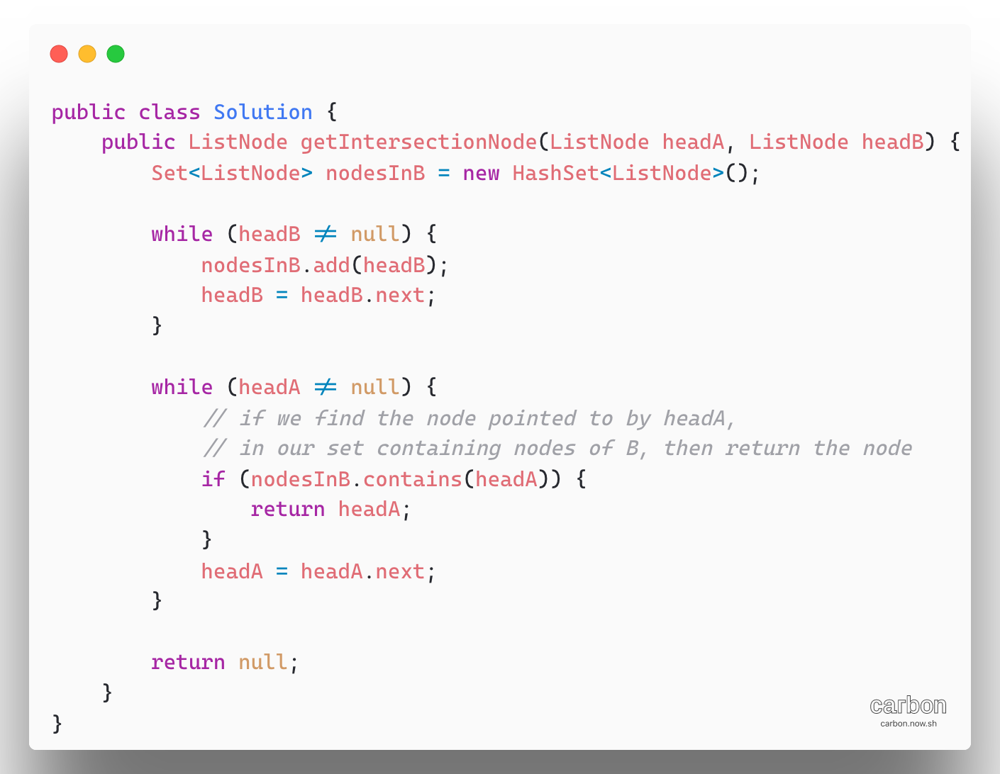 public class Solution {
    public ListNode getIntersectionNode(ListNode headA, ListNode headB) {
        Set<ListNode> nodesInB = new HashSet<ListNode>();
        while (headB != null) {
            nodesInB.add(headB);
            headB = headB.next;
        }
        while (headA != null) {
            // if we find the node pointed to by headA,
            // in our set containing nodes of B, then return the node
            if (nodesInB.contains(headA)) {
                return headA;
            }
            headA = headA.next;
        }
        return null;
    }
}
carbon
carbon.now.sh